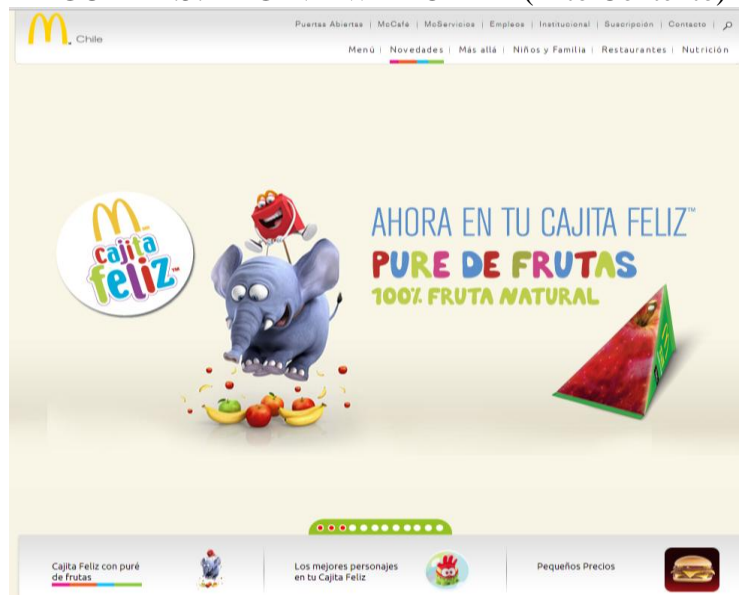 Chile
Puertas Abiertas | McCafé | McServicios | Empleos | Institucional | Suscripción | Contacto |
Menú | Novedades | Más allá | Niños y Familia | Restaurantes | Nutrición
cajita
feliz™
AHORA EN TU CAJITA FELIZ™
PURE DE FRUTAS
100% FRUTA NATURAL
Cajita Feliz con puré
de frutas
Los mejores personajes
en tu Cajita Feliz
Pequeños Precios